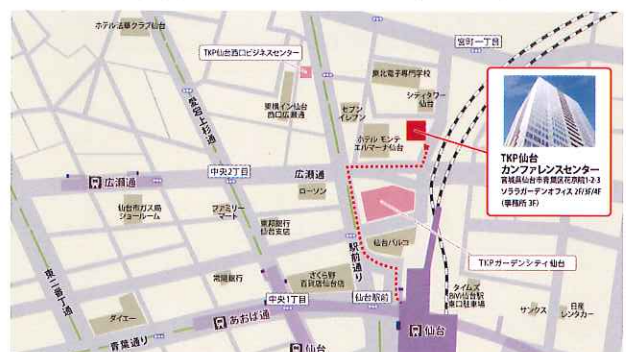 ホテル法華クラブ仙台
宮町一丁目
TKP仙台西口ビジネスセンター
東北電子専門学校
愛宕上杉通
東横イン仙台
西口広瀬通
セブン
イレブン
シティタワー
仙台
ホテル モンテ
エルマーナ仙台
TKP仙台
カンファレンスセンター
宮城県仙台市青葉区花京院1-2-3
ソララガーデンオフィス 2F/3F/4F
(事務所 3F)
中央2丁目
広瀬通
広瀬通
ローソン
仙台市ガス局
ショールーム
ファミリー
マート
東邦銀行
仙台支店
駅前通り
仙台パルコ
TKPガーデンシティ仙台
東二番丁通
常陽銀行
さくら野
百貨店仙台店
中央1丁目
仙台駅前
タイムズ
BiVi仙台駅
東口駐車場
サンクス
日産
レンタカー
ダイエー
あおば通
青葉通り
仙台
仙台